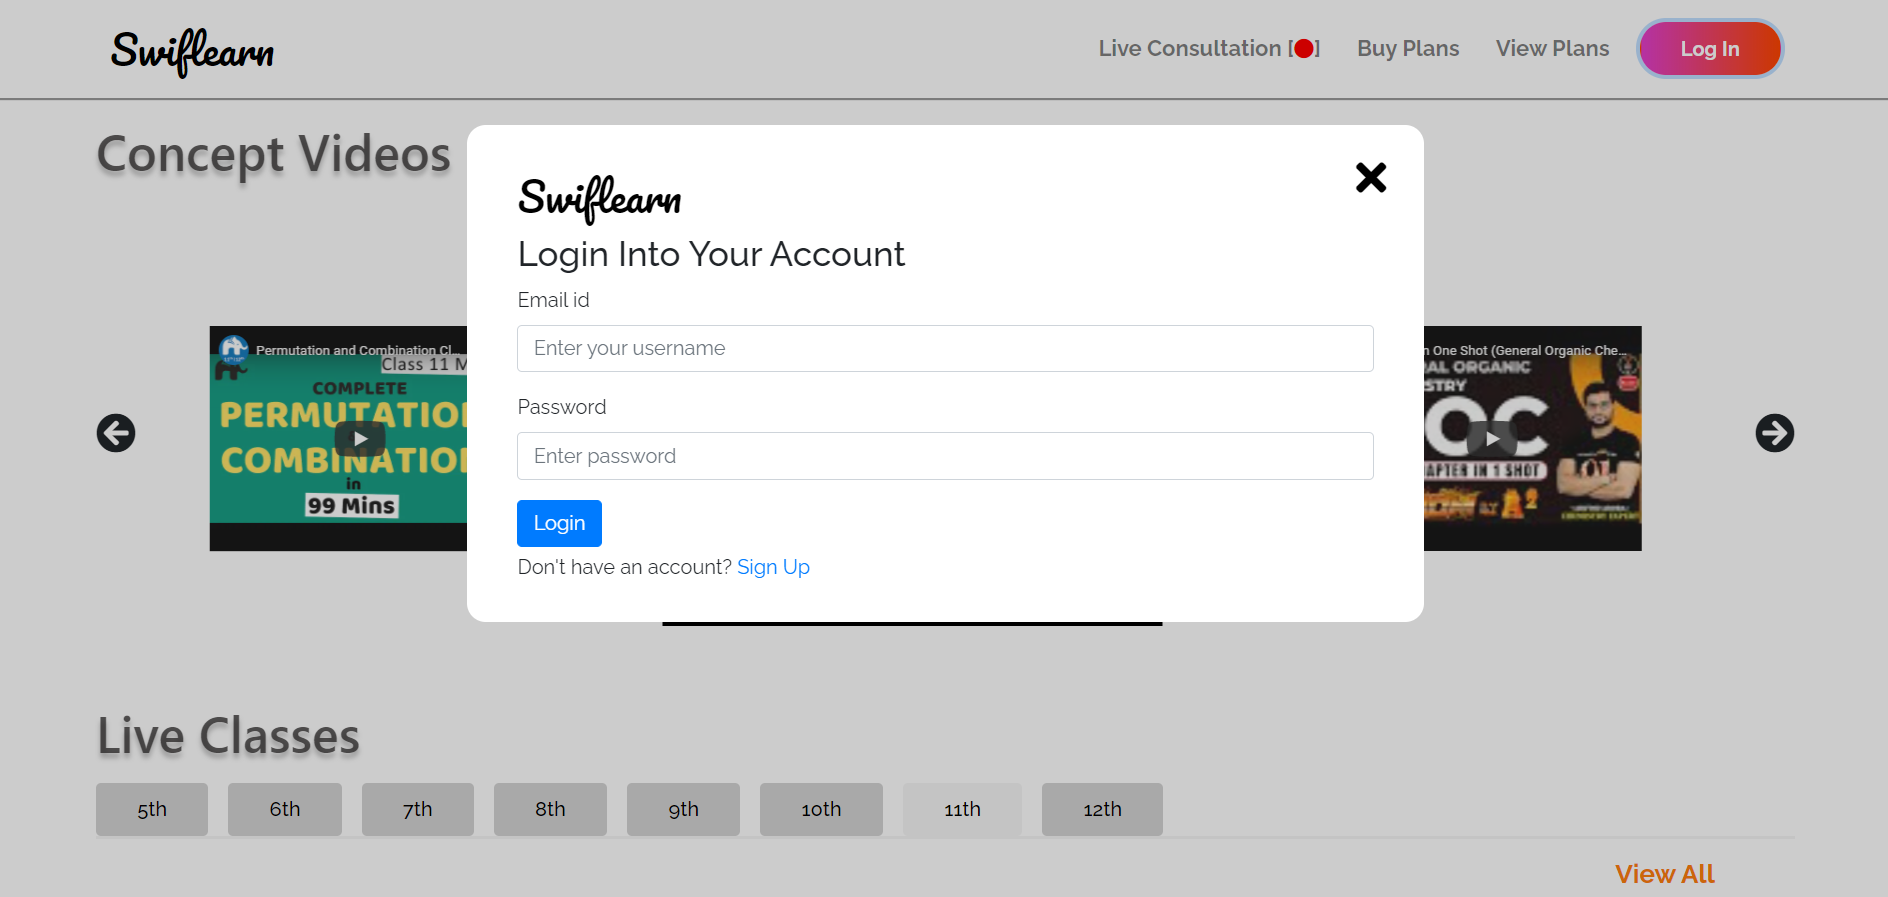 Swiflearn
Live Consultation [ ]
Buy Plans
View Plans
Log In
Concept Videos
Swiflearn
Login Into Your Account
Email id
Enter your username
Password
Enter password
Login
Don't have an account? Sign Up
Permutation and Combination Cl...
Class 11 M
COMPLETE
PERMUTATIO
COMBINATIO
in
99 Mins
n One Shot (General Organic Che...
AL ORGANIC
STRY
OC
APTER IN 1 SHOT
BY A2
Live Classes
5th
6th
7th
8th
9th
10th
11th
12th
View All